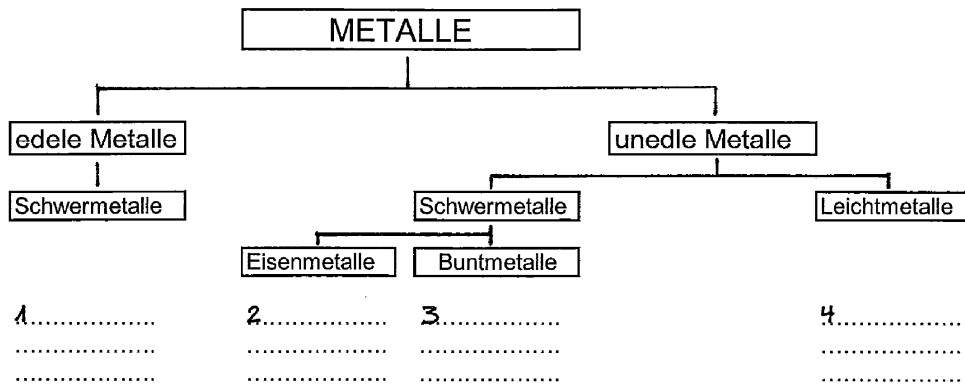 METALLE
edele Metalle unedle Metalle
Schwermetalle Schwermetalle Leichtmetalle
Eisenmetalle Buntmetalle
1.................... 2.................... 3.................... 4....................
.................... .................... .................... ....................
.................... .................... .................... ....................